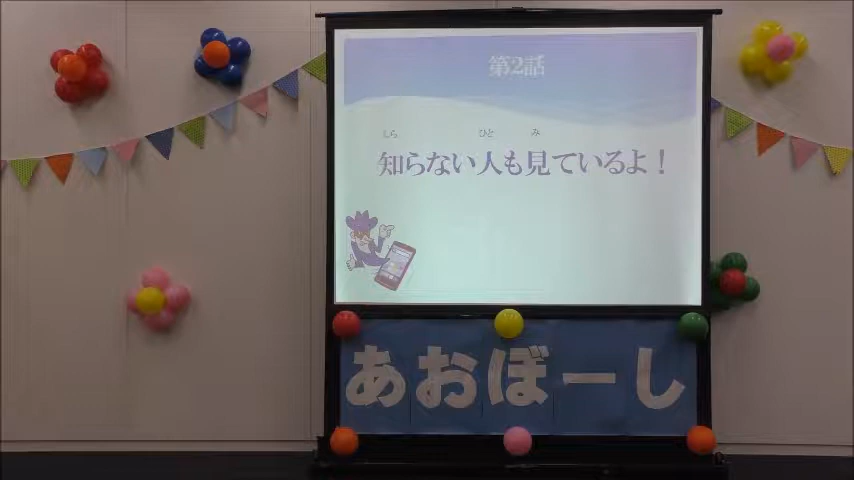 第2話
しら ひと み
知らない人も見ているよ！
あおぼーし